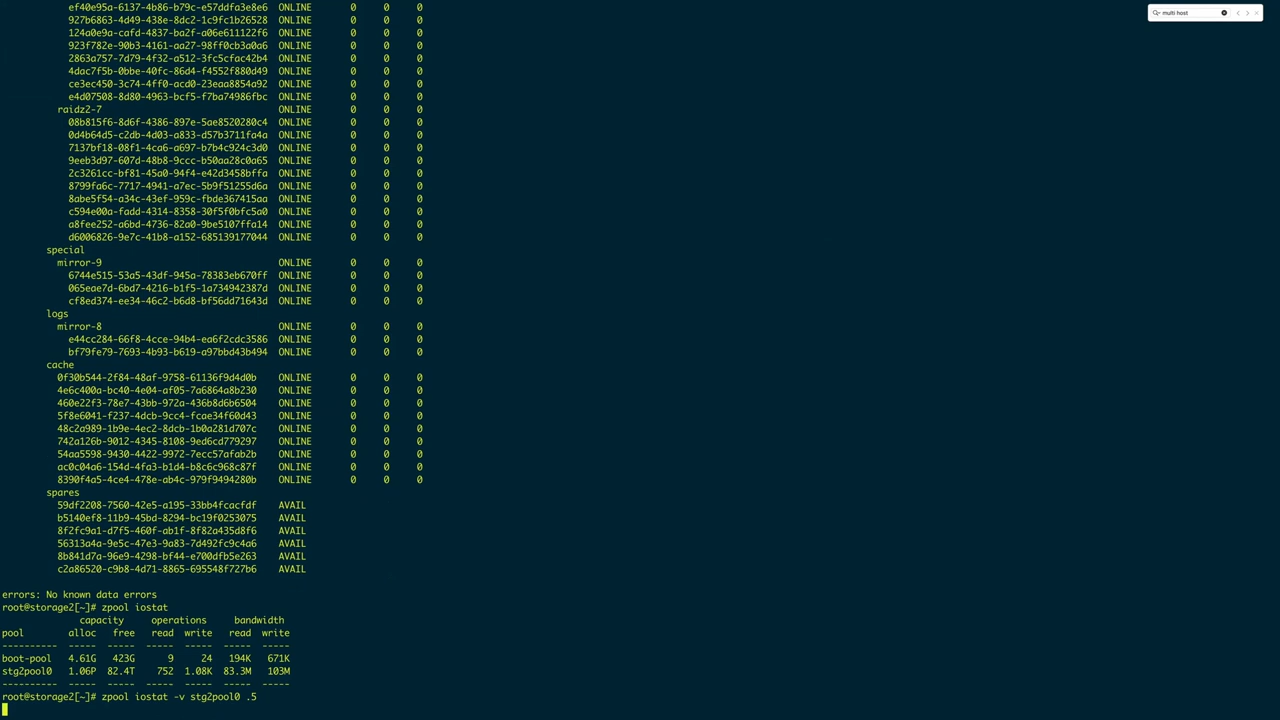 multi host
ef40e95a-6137-4b86-b79c-e57ddfa3e8e6 ONLINE 0 0 0
927b6863-4d49-438e-8dc2-1c9fc1b26528 ONLINE 0 0 0
124a0e9a-cafd-4837-ba2f-a06e611122f6 ONLINE 0 0 0
923f782e-90b3-4161-aa27-98ff0cb3a0a6 ONLINE 0 0 0
2863a757-7d79-4f32-a512-3fc5cfac42b4 ONLINE 0 0 0
4dac7f5b-0bbe-40fc-86d4-f4552f880d49 ONLINE 0 0 0
ce3ec450-3c74-4ff0-acd0-23eaa8854a92 ONLINE 0 0 0
e4d07508-8d80-4963-bcf5-f7ba74986fbc ONLINE 0 0 0
raidz2-7 ONLINE 0 0 0
08b815f6-8d6f-4386-897e-5ae8520280c4 ONLINE 0 0 0
0d4b64d5-c2db-4d03-a833-d57b3711fa4a ONLINE 0 0 0
7137bf18-08f1-4ca6-a697-b7b4c924c3d0 ONLINE 0 0 0
9eeb3d97-607d-48b8-9ccc-b50aa28c0a65 ONLINE 0 0 0
2c3261cc-bf81-45a0-94f4-e42d3458bffa ONLINE 0 0 0
8799fa6c-7717-4941-a7ec-5b9f51255d6a ONLINE 0 0 0
8abe5f54-a34c-43ef-959c-fbde367415aa ONLINE 0 0 0
c594e00a-fadd-4314-8358-30f5f0bfc5a0 ONLINE 0 0 0
a8fee252-a6bd-4736-82a0-9be5107ffa14 ONLINE 0 0 0
d6006826-9e7c-41b8-a152-685139177044 ONLINE 0 0 0
special
mirror-9 ONLINE 0 0 0
6744e515-53a5-43df-945a-78383eb670ff ONLINE 0 0 0
065eae7d-6bd7-4216-b1f5-1a734942387d ONLINE 0 0 0
cf8ed374-ee34-46c2-b6d8-bf56dd71643d ONLINE 0 0 0
logs
mirror-8 ONLINE 0 0 0
e44cc284-66f8-4cce-94b4-ea6f2cdc3586 ONLINE 0 0 0
bf79fe79-7693-4b93-b619-a97bbd43b494 ONLINE 0 0 0
cache
0f30b544-2f84-48af-9758-61136f9d4d0b ONLINE 0 0 0
4e6c400a-bc40-4e04-af05-7a6864a8b230 ONLINE 0 0 0
460e22f3-78e7-43bb-972a-436b8d6b6504 ONLINE 0 0 0
5f8e6041-f237-4dcb-9cc4-fcae34f60d43 ONLINE 0 0 0
48c2a989-1b9e-4ec2-8dcb-1b0a281d707c ONLINE 0 0 0
742a126b-9012-4345-8108-9ed6cd779297 ONLINE 0 0 0
54aa5598-9430-4422-9972-7ecc57afab2b ONLINE 0 0 0
ac0c04a6-154d-4fa3-b1d4-b8c6c968c87f ONLINE 0 0 0
8390f4a5-4ce4-478e-ab4c-979f9494280b ONLINE 0 0 0
spares
59df2208-7560-42e5-a195-33bb4fcacfdf AVAIL
b5140ef8-11b9-45bd-8294-bc19f0253075 AVAIL
8f2fc9a1-d7f5-460f-ab1f-8f82a435d8f6 AVAIL
56313a4a-9e5c-47e3-9a83-7d492fc9c4a6 AVAIL
8b841d7a-96e9-4298-bf44-e700dfb5e263 AVAIL
c2a86520-c9b8-4d71-8865-695548f727b6 AVAIL
errors: No known data errors
root@storage2[~]# zpool iostat
capacity operations bandwidth
pool alloc free read write read write
---------- ----- ----- ----- ----- ----- -----
boot-pool 4.61G 423G 9 24 194K 671K
stg2pool0 1.06P 82.4T 752 1.08K 83.3M 103M
---------- ----- ----- ----- ----- ----- -----
root@storage2[~]# zpool iostat -v stg2pool0 .5